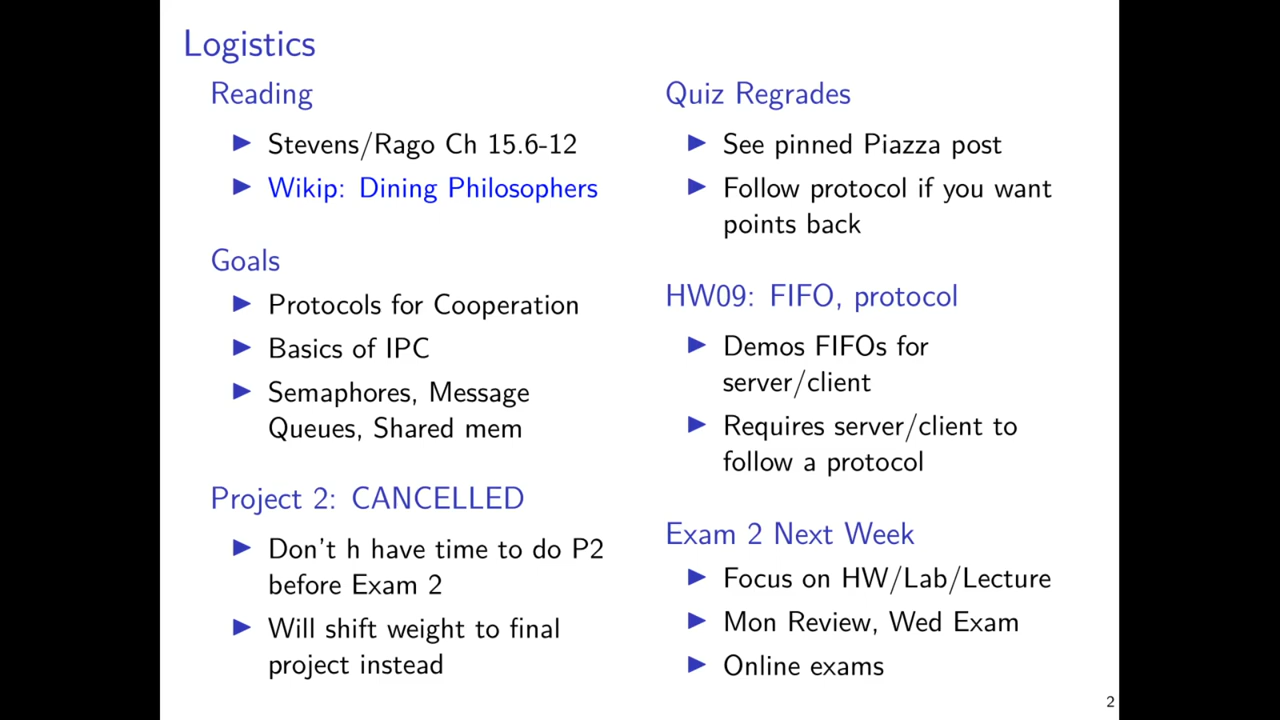 Logistics
Reading
Stevens/Rago Ch 15.6-12
Wikip: Dining Philosophers
Goals
Protocols for Cooperation
Basics of IPC
Semaphores, Message
Queues, Shared mem
Project 2: CANCELLED
Don't h have time to do P2
before Exam 2
Will shift weight to final
project instead
Quiz Regrades
See pinned Piazza post
Follow protocol if you want
points back
HW09: FIFO, protocol
Demos FIFOs for
server/client
Requires server/client to
follow a protocol
Exam 2 Next Week
Focus on HW/Lab/Lecture
Mon Review, Wed Exam
Online exams
2